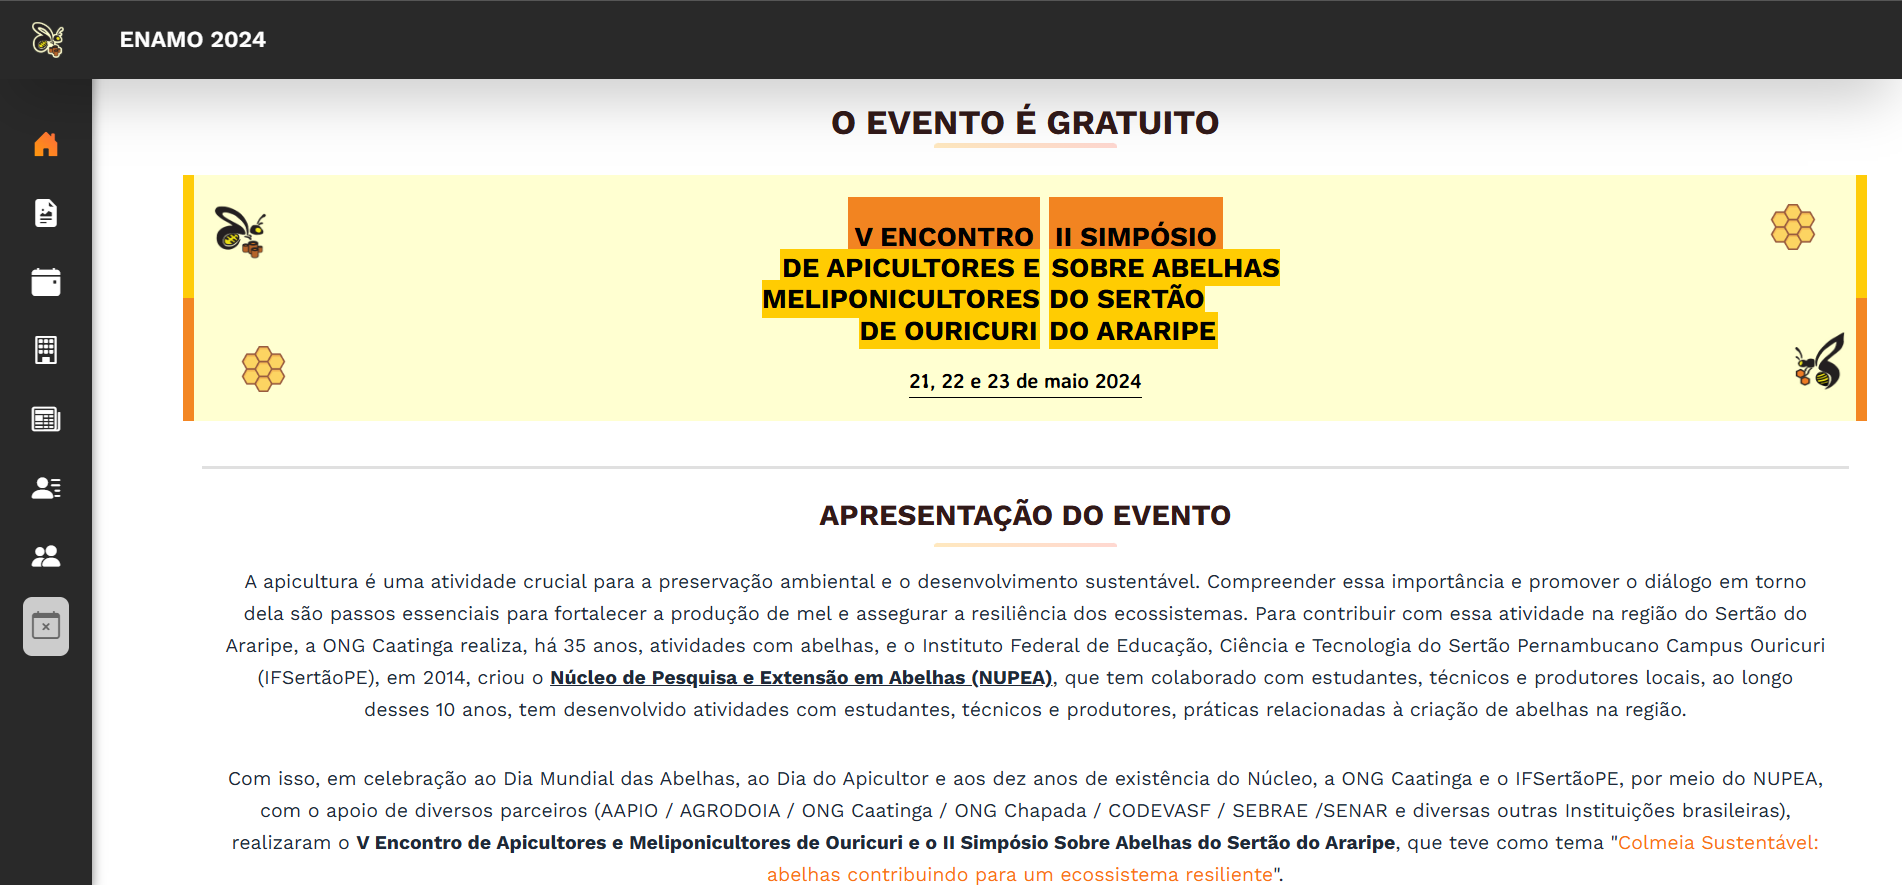 ENAMO 2024
O EVENTO É GRATUITO
V ENCONTRO
DE APICULTORES E
MELIPONICULTORES
DE OURICURI
II SIMPÓSIO
SOBRE ABELHAS
DO SERTÃO
DO ARARIPE
21, 22 e 23 de maio 2024
APRESENTAÇÃO DO EVENTO
A apicultura é uma atividade crucial para a preservação ambiental e o desenvolvimento sustentável. Compreender essa importância e promover o diálogo em torno
dela são passos essenciais para fortalecer a produção de mel e assegurar a resiliência dos ecossistemas. Para contribuir com essa atividade na região do Sertão do
Araripe, a ONG Caatinga realiza, há 35 anos, atividades com abelhas, e o Instituto Federal de Educação, Ciência e Tecnologia do Sertão Pernambucano Campus Ouricuri
(IFSertãoPE), em 2014, criou o Núcleo de Pesquisa e Extensão em Abelhas (NUPEA), que tem colaborado com estudantes, técnicos e produtores locais, ao longo
desses 10 anos, tem desenvolvido atividades com estudantes, técnicos e produtores, práticas relacionadas à criação de abelhas na região.
Com isso, em celebração ao Dia Mundial das Abelhas, ao Dia do Apicultor e aos dez anos de existência do Núcleo, a ONG Caatinga e o IFSertãoPE, por meio do NUPEA,
com o apoio de diversos parceiros (AAPIO / AGRODOIA / ONG Caatinga / ONG Chapada / CODEVASF / SEBRAE /SENAR e diversas outras Instituições brasileiras),
realizaram o V Encontro de Apicultores e Meliponicultores de Ouricuri e o II Simpósio Sobre Abelhas do Sertão do Araripe, que teve como tema "Colmeia Sustentável:
abelhas contribuindo para um ecossistema resiliente".